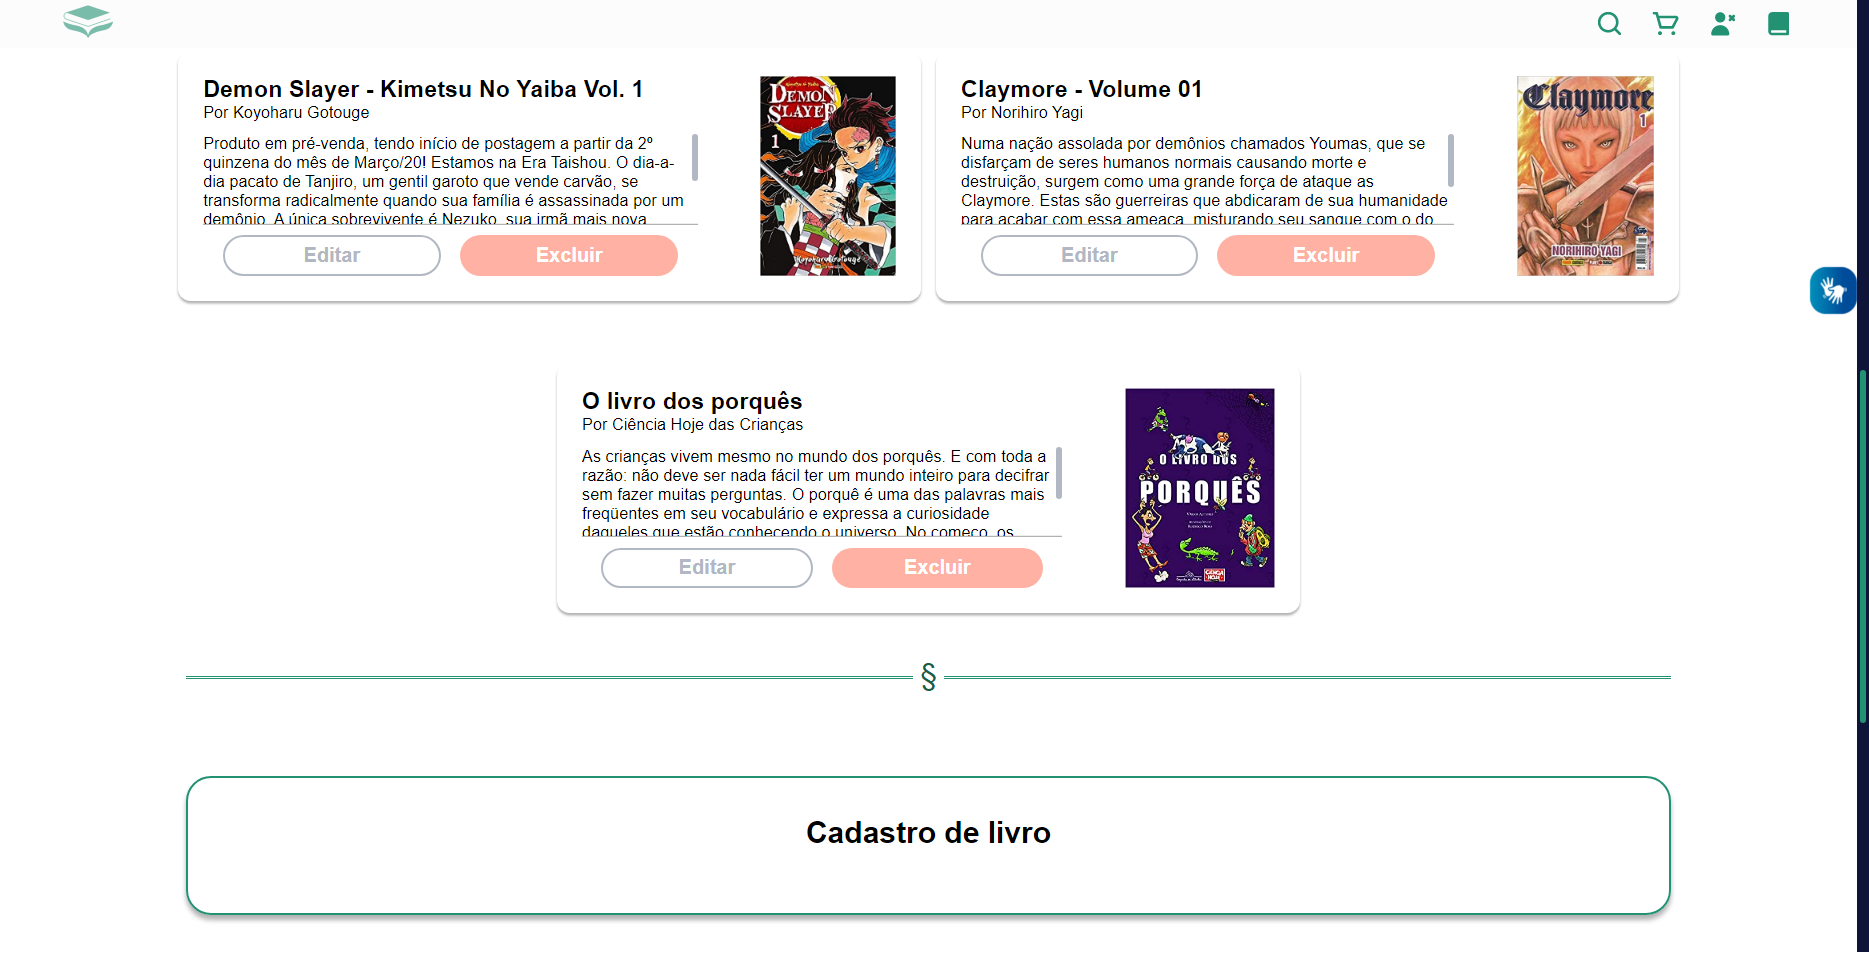 Demon Slayer - Kimetsu No Yaiba Vol. 1
Por Koyoharu Gotouge
Produto em pré-venda, tendo início de postagem a partir da 2º
quinzena do mês de Março/20! Estamos na Era Taishou. O dia-a-
dia pacato de Tanjiro, um gentil garoto que vende carvão, se
transforma radicalmente quando sua família é assassinada por um
demônio. A única sobrevivente é Nezuko, sua irmã mais nova
Editar
Excluir
DEMON
SLAYER
1
Koyoharu Gotouge
Claymore - Volume 01
Por Norihiro Yagi
Numa nação assolada por demônios chamados Youmas, que se
disfarçam de seres humanos normais causando morte e
destruição, surgem como uma grande força de ataque as
Claymore. Estas são guerreiras que abdicaram de sua humanidade
para acabar com essa ameaça, misturando seu sangue com o do
Editar
Excluir
Claymore
1
NORIHIRO YAGI
O livro dos porquês
Por Ciência Hoje das Crianças
As crianças vivem mesmo no mundo dos porquês. E com toda a
razão: não deve ser nada fácil ter um mundo inteiro para decifrar
sem fazer muitas perguntas. O porquê é uma das palavras mais
freqüentes em seu vocabulário e expressa a curiosidade
daqueles que estão conhecendo o universo. No começo, os
Editar
Excluir
O LIVRO DOS
PORQUÊS
§
Cadastro de livro